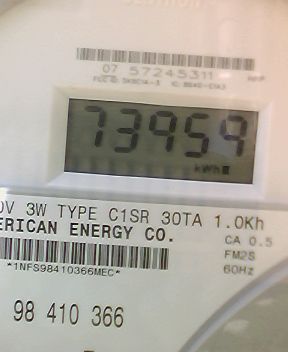 07 57245311
73959
kWh
0V 3W TYPE C1SR 30TA 1.0Kh
ERICAN ENERGY CO.
CA 0.5
*1NFS98410366MEC*
FM2S
60Hz
98 410 366